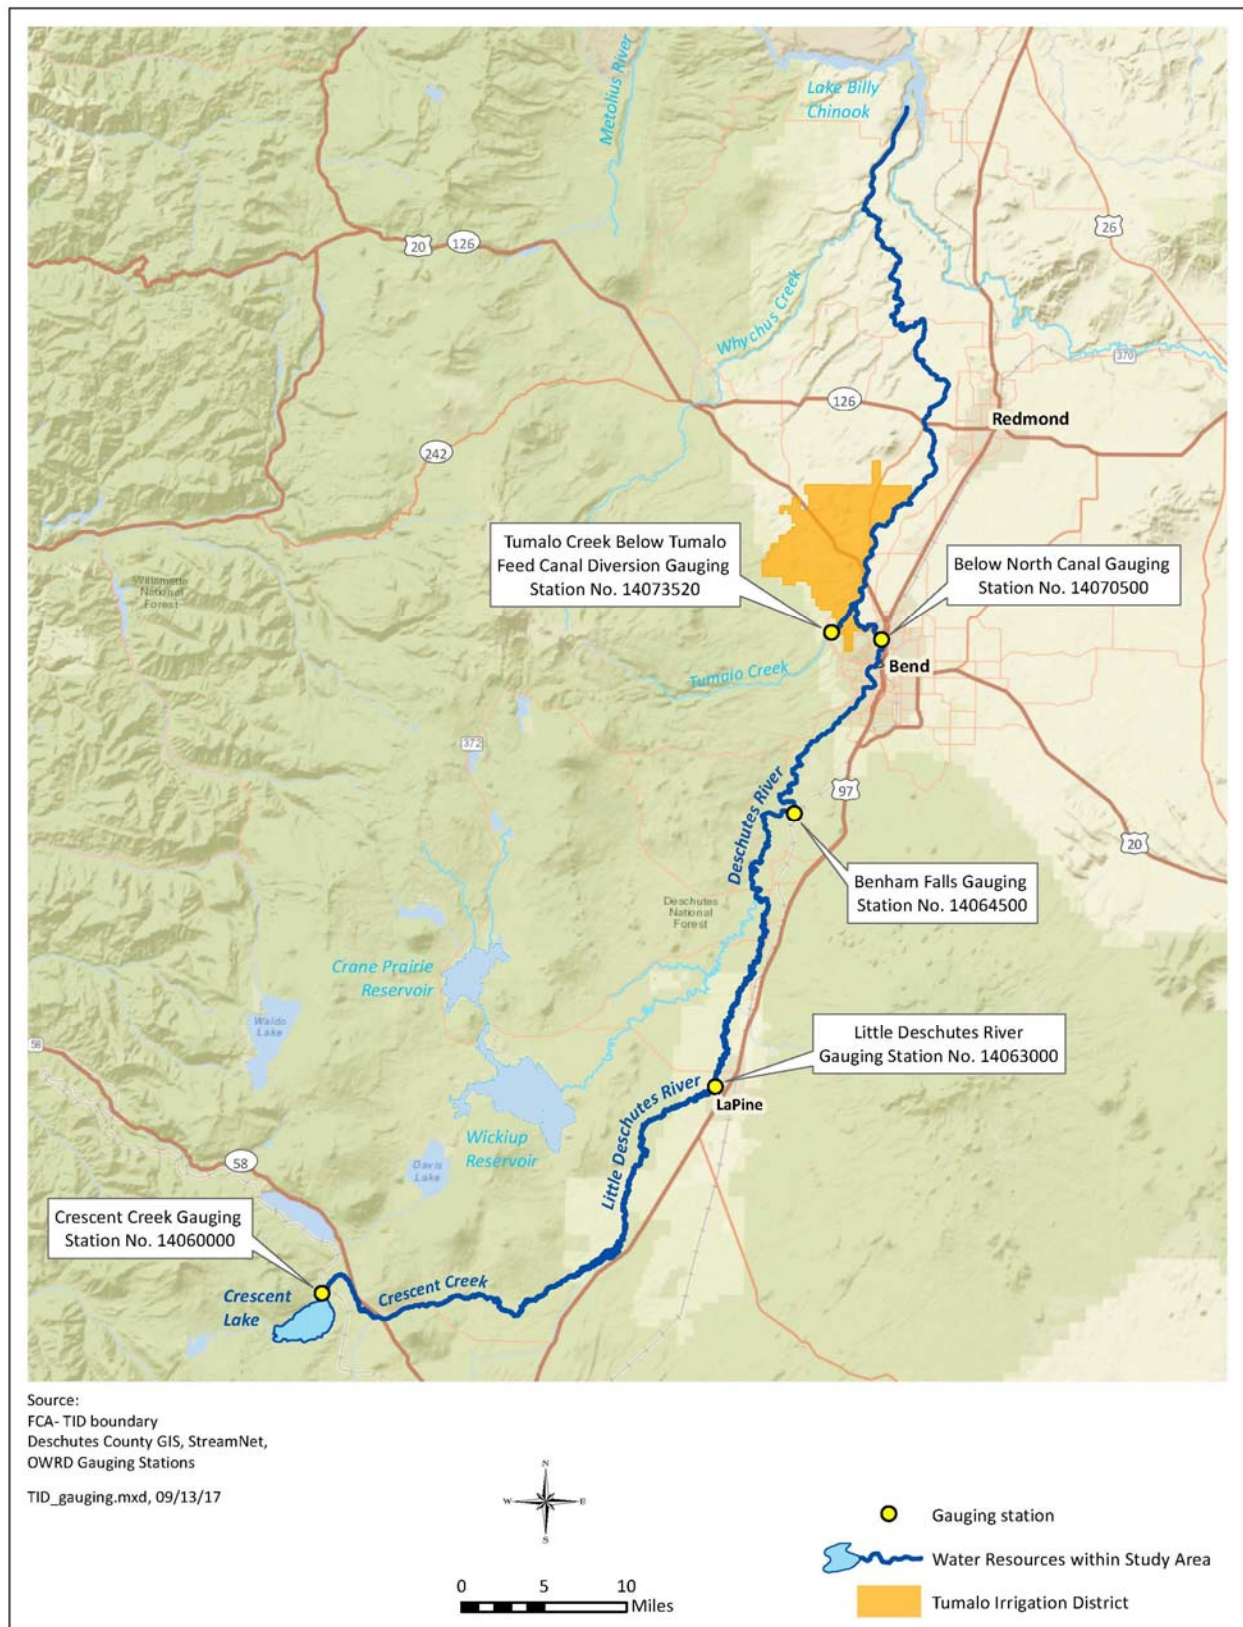 Metolius River
Lake Billy
Chinook
20
126
26
Whychus Creek
370
126
Redmond
242
Tumalo Creek Below Tumalo
Feed Canal Diversion Gauging
Station No. 14073520
Below North Canal Gauging
Station No. 14070500
Willamette
National
Forest
Tumalo Creek
Bend
372
Deschutes River
97
20
Benham Falls Gauging
Station No. 14064500
Deschutes
National
Forest
Crane Prairie
Reservoir
Waldo
Lake
58
Little Deschutes River
Gauging Station No. 14063000
Little Deschutes River
LaPine
Wickiup
Reservoir
Davis
Lake
58
Crescent Creek Gauging
Station No. 14060000
Crescent Creek
Crescent
Lake
Source:
FCA- TID boundary
Deschutes County GIS, StreamNet,
OWRD Gauging Stations
TID_gauging.mxd, 09/13/17
N
W
E
S
0 5 10
Miles
Gauging station
Water Resources within Study Area
Tumalo Irrigation District